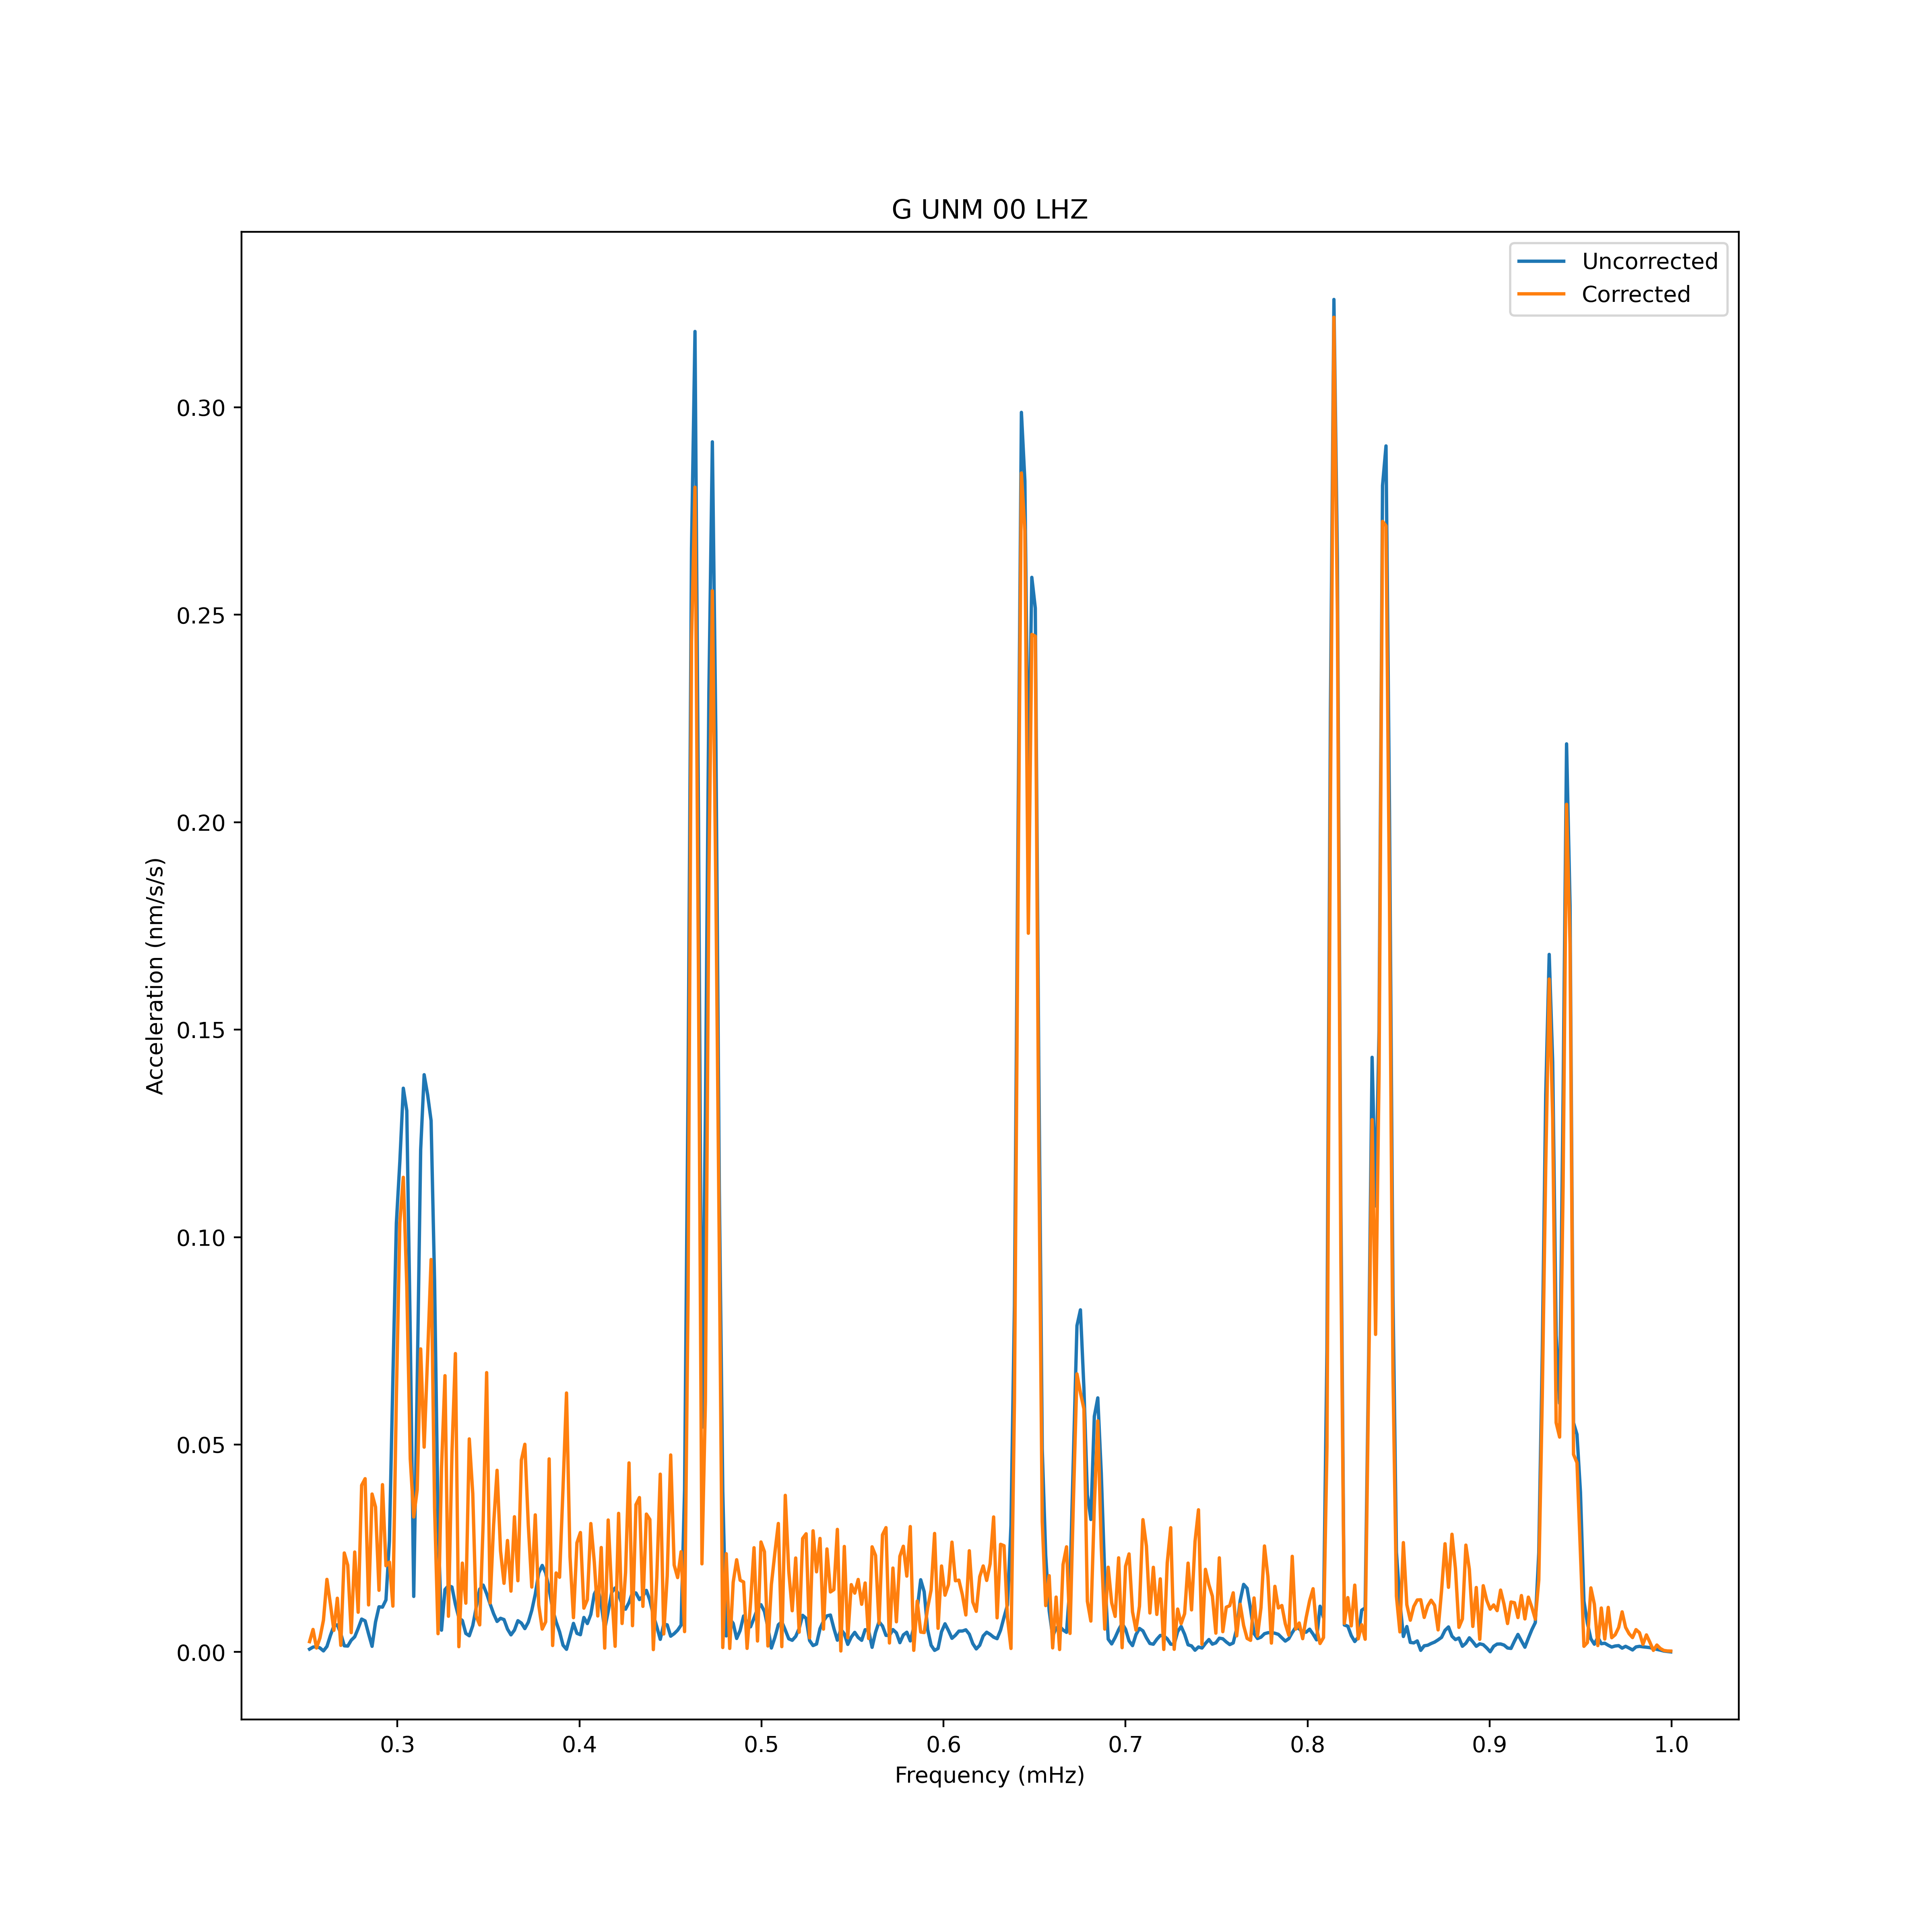 G UNM 00 LHZ
Uncorrected
Corrected
0.30
0.25
0.20
0.15
0.10
0.05
0.00
Acceleration (nm/s/s)
0.3 0.4 0.5 0.6 0.7 0.8 0.9 1.0
Frequency (mHz)